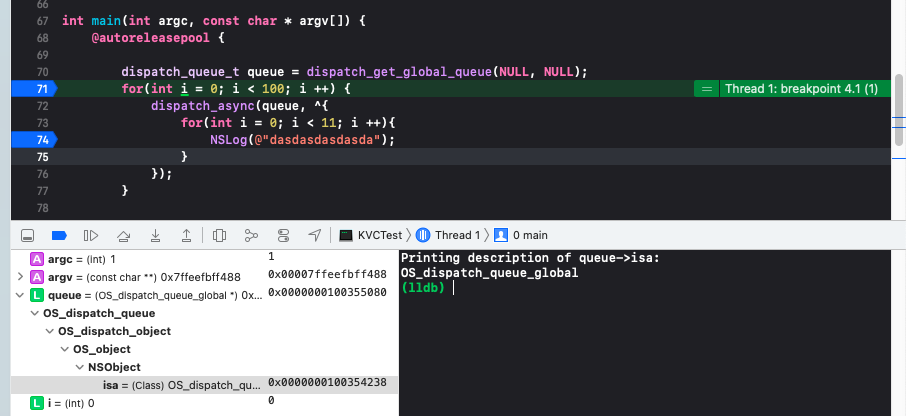 66
67 int main(int argc, const char * argv[]) {
68 @autoreleasepool {
69
70 dispatch_queue_t queue = dispatch_get_global_queue(NULL, NULL);
71 for(int i = 0; i < 100; i ++) { = Thread 1: breakpoint 4.1 (1)
72 dispatch_async(queue, ^{
73 for(int i = 0; i < 11; i ++){
74 NSLog(@"dasdasdasdasda");
75 }
76 });
77 }
78
KVCTest Thread 1 0 main
A argc = (int) 1 1
A argv = (const char **) 0x7ffeefbff488 0x00007ffeefbff488
L queue = (OS_dispatch_queue_global *) 0x... 0x0000000100355080
OS_dispatch_queue
OS_dispatch_object
OS_object
NSObject
isa = (Class) OS_dispatch_qu... 0x0000000100354238
L i = (int) 0 0
Printing description of queue->isa:
OS_dispatch_queue_global
(lldb)